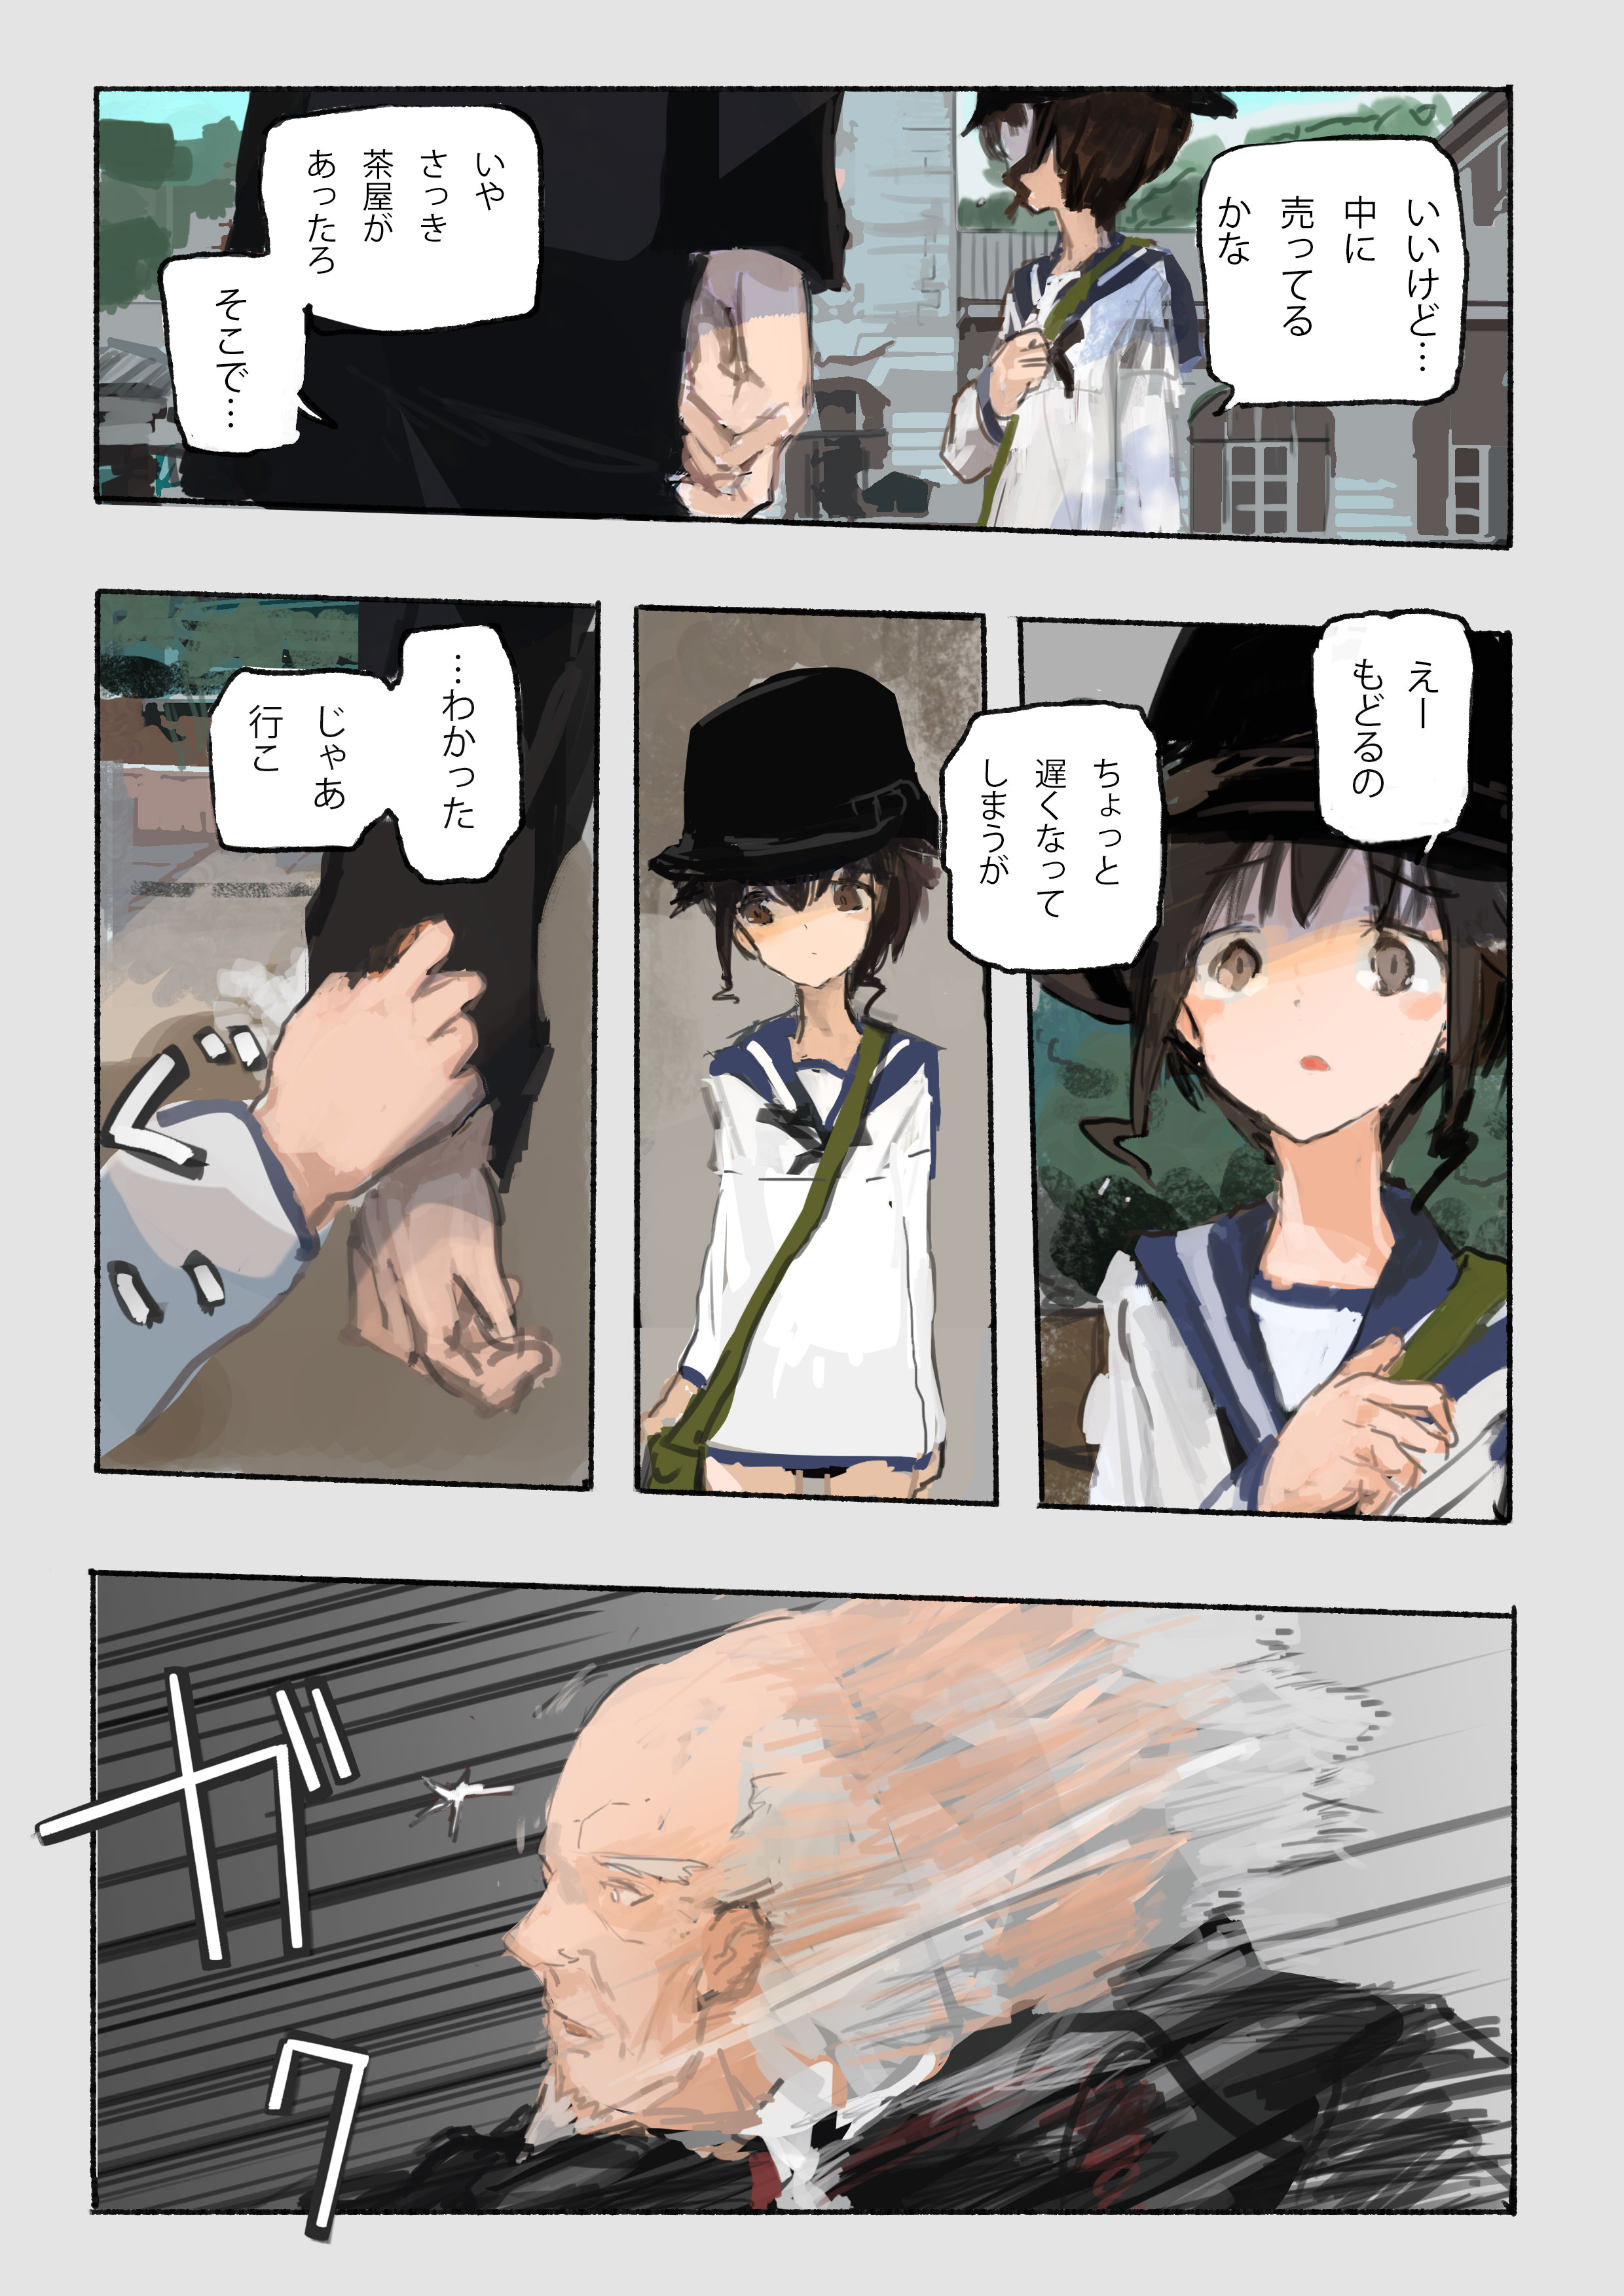 いいけど…
中に
売ってる
かな
いや
さっき
茶屋が
あったろ
そこで…
えー
もどるの
ちょっと
遅くなって
しまうが
…わかった
じゃあ
行こ
ぐ
ガク